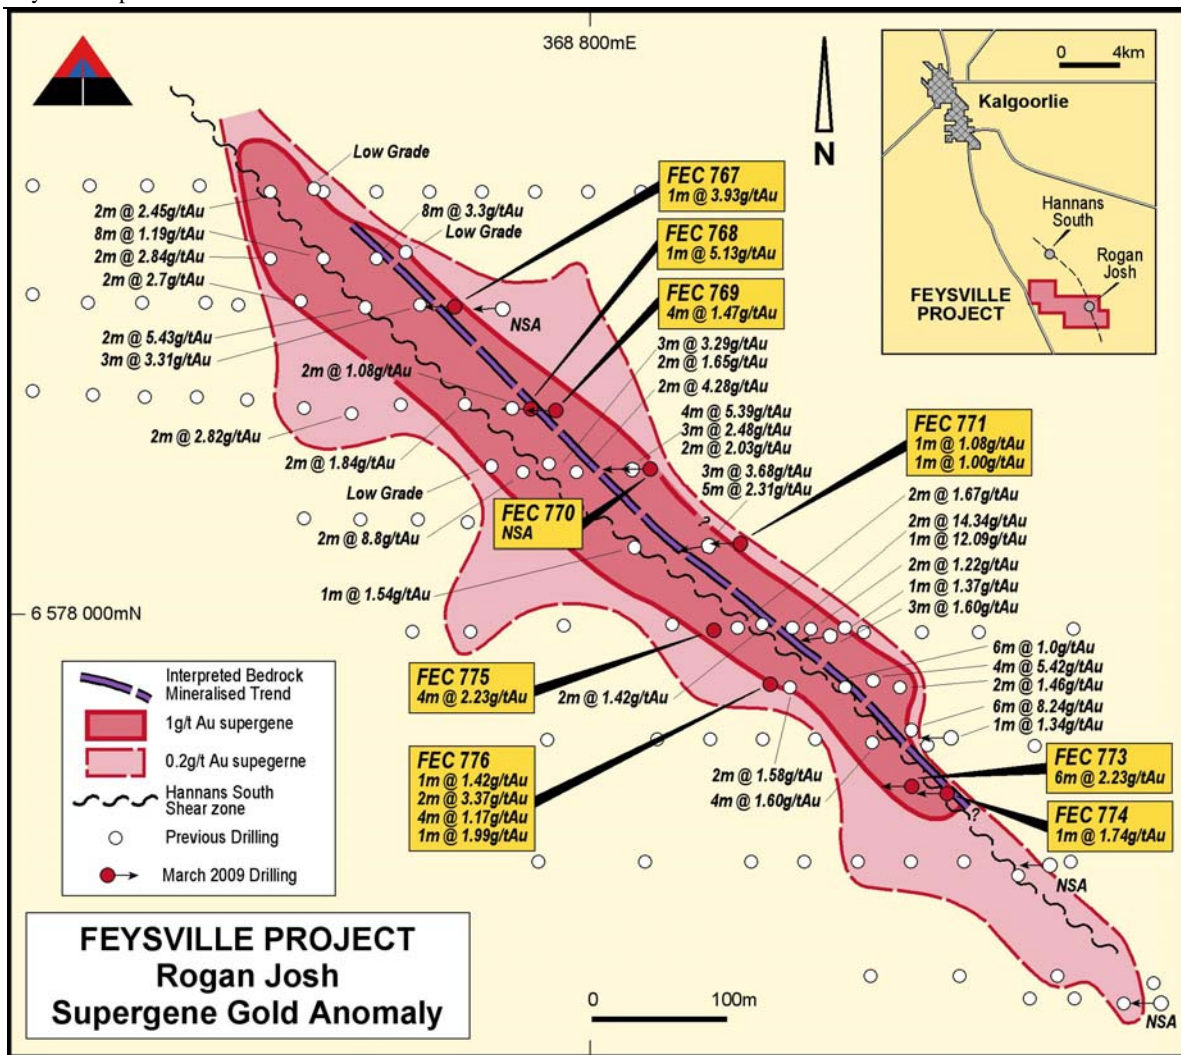 368 800mE
0 4km
Kalgoorlie
N
Hannans
South
Rogan
Josh
FEYSVILLE
PROJECT
Low Grade
FEC 767
1m @ 3.93g/tAu
2m @ 2.45g/tAu
8m @ 3.3g/tAu
8m @ 1.19g/tAu
Low Grade
FEC 768
1m @ 5.13g/tAu
2m @ 2.84g/tAu
2m @ 2.7g/tAu
FEC 769
4m @ 1.47g/tAu
NSA
2m @ 5.43g/tAu
3m @ 3.31g/tAu
3m @ 3.29g/tAu
2m @ 1.65g/tAu
2m @ 1.08g/tAu
2m @ 4.28g/tAu
4m @ 5.39g/tAu
3m @ 2.48g/tAu
2m @ 2.03g/tAu
FEC 771
1m @ 1.08g/tAu
1m @ 1.00g/tAu
2m @ 2.82g/tAu
2m @ 1.84g/tAu
3m @ 3.68g/tAu
5m @ 2.31g/tAu
Low Grade
2m @ 1.67g/tAu
FEC 770
NSA
?
2m @ 8.8g/tAu
2m @ 14.34g/tAu
1m @ 12.09g/tAu
2m @ 1.22g/tAu
1m @ 1.37g/tAu
3m @ 1.60g/tAu
1m @ 1.54g/tAu
6 578 000mN
6m @ 1.0g/tAu
4m @ 5.42g/tAu
2m @ 1.46g/tAu
6m @ 8.24g/tAu
1m @ 1.34g/tAu
FEC 775
4m @ 2.23g/tAu
2m @ 1.42g/tAu
Interpreted Bedrock
Mineralised Trend
1g/t Au supergene
0.2g/t Au supegerne
Hannans South
Shear zone
Previous Drilling
March 2009 Drilling
FEC 776
1m @ 1.42g/tAu
2m @ 3.37g/tAu
4m @ 1.17g/tAu
1m @ 1.99g/tAu
2m @ 1.58g/tAu
4m @ 1.60g/tAu
FEC 773
6m @ 2.23g/tAu
?
FEC 774
1m @ 1.74g/tAu
NSA
FEYSVILLE PROJECT
Rogan Josh
Supergene Gold Anomaly
0 100m
NSA